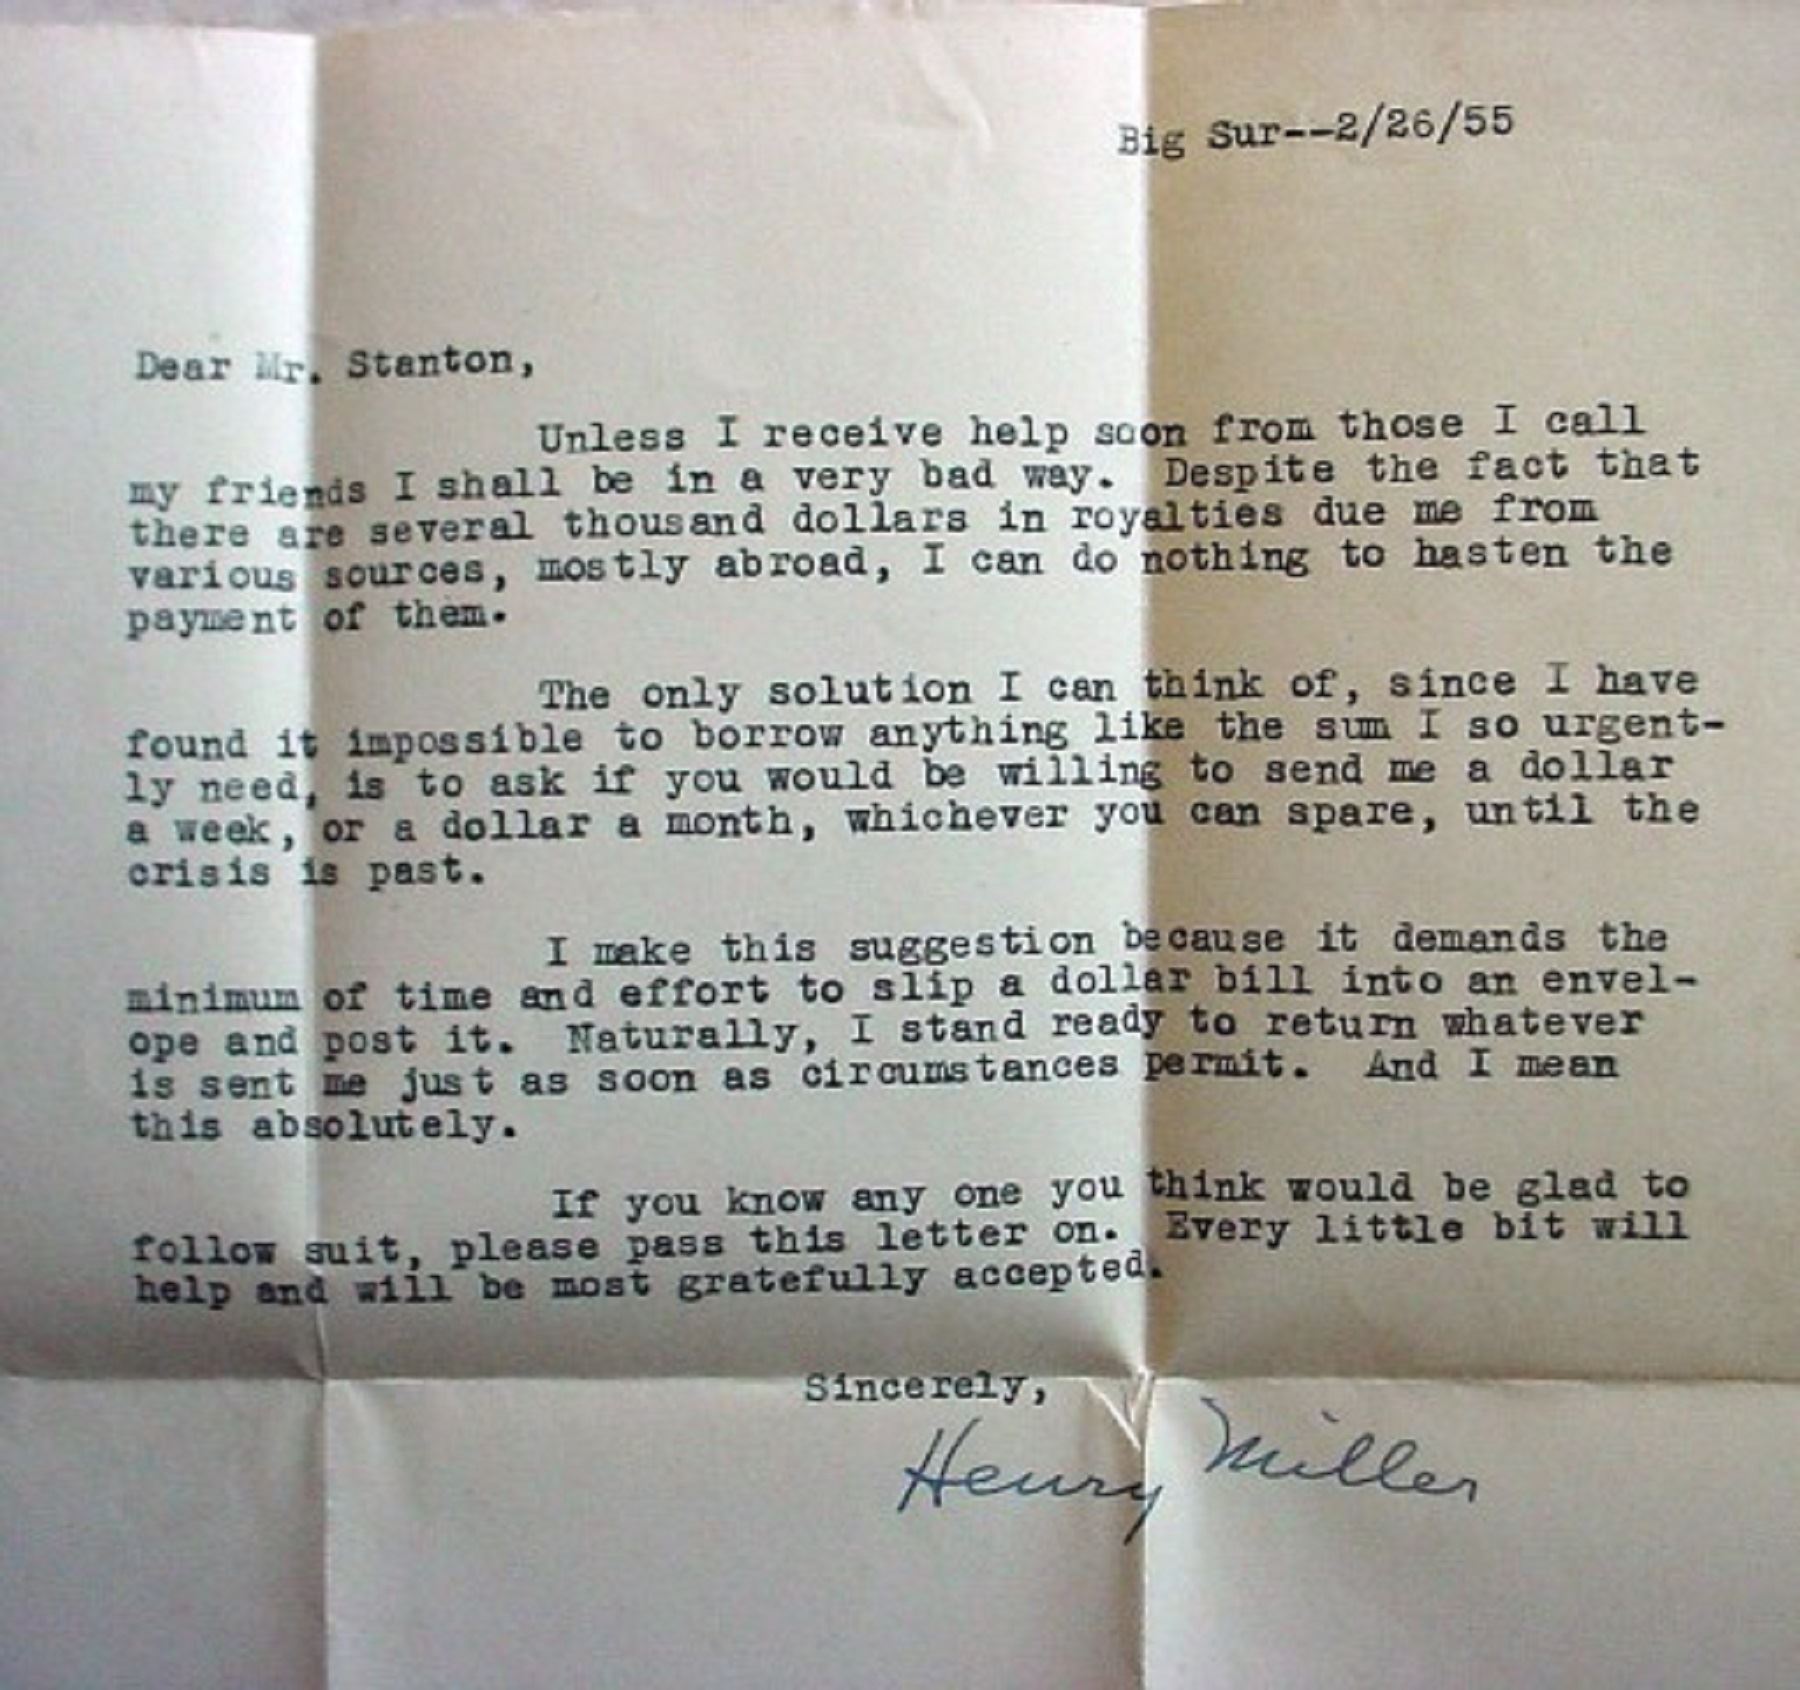 Big Sur--2/26/55
Dear Mr. Stanton,
Unless I receive help soon from those I call
my friends I shall be in a very bad way. Despite the fact that
there are several thousand dollars in royalties due me from
various sources, mostly abroad, I can do nothing to hasten the
payment of them.
The only solution I can think of, since I have
found it impossible to borrow anything like the sum I so urgent-
ly need, is to ask if you would be willing to send me a dollar
a week, or a dollar a month, whichever you can spare, until the
crisis is past.
I make this suggestion because it demands the
minimum of time and effort to slip a dollar bill into an envel-
ope and post it. Naturally, I stand ready to return whatever
is sent me just as soon as circumstances permit. And I mean
this absolutely.
If you know any one you think would be glad to
follow suit, please pass this letter on. Every little bit will
help and will be most gratefully accepted.
Sincerely,
Henry Miller